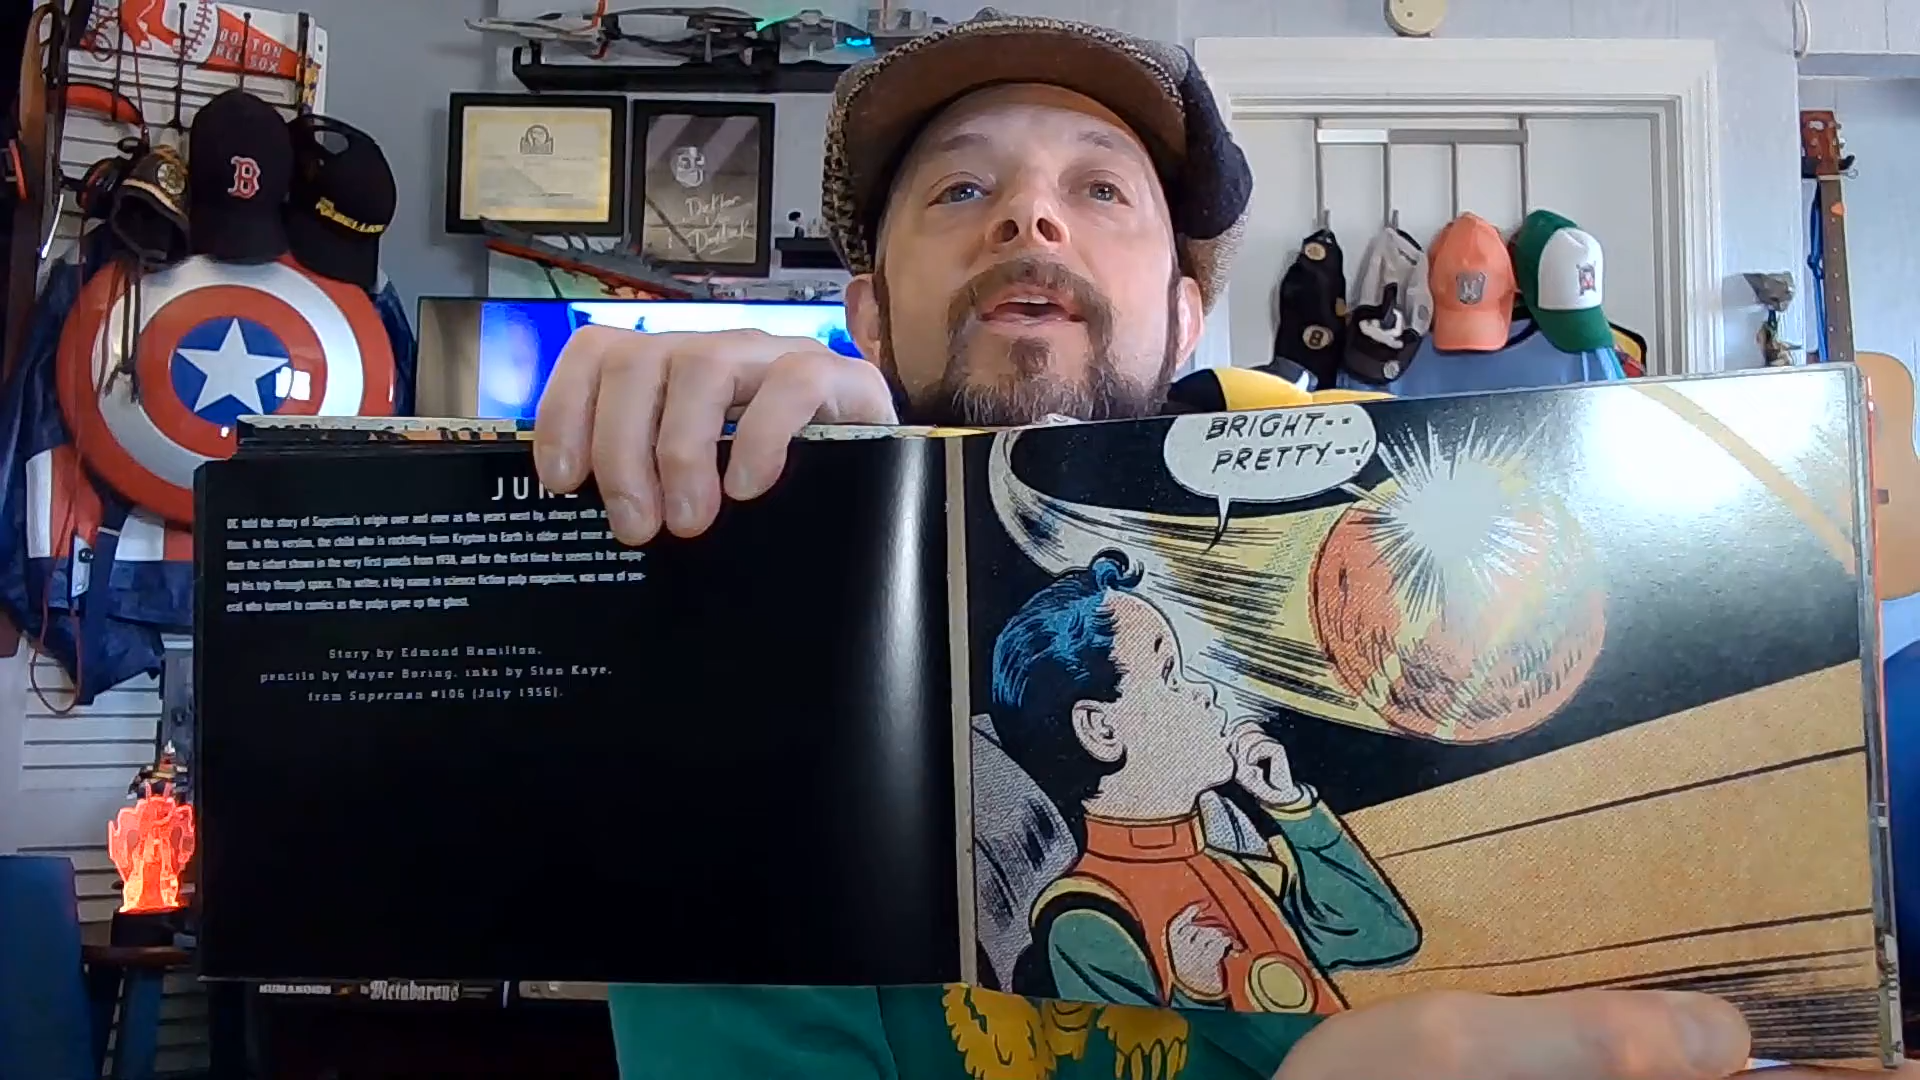 BOSTON
RED SOX
B
8
JUNE
DC told the story of Superman's origin over and over as the years went by, always with
tions. In this version, the child who is rocketing from Krypton to Earth is older and more
than the infant shown in the very first panels from 1938, and for the first time he seems to be enjoy-
ing his trip through space. The writer, a big name in science fiction pulp magazines, was one of sev-
eral who turned to comics as the pulps gave up the ghost.
Story by Edmond Hamilton,
pencils by Wayne Boring, inks by Stan Kaye,
from Superman #106 (July 1956).
BRIGHT--
PRETTY--!
HUMANOIDS
Metabarons